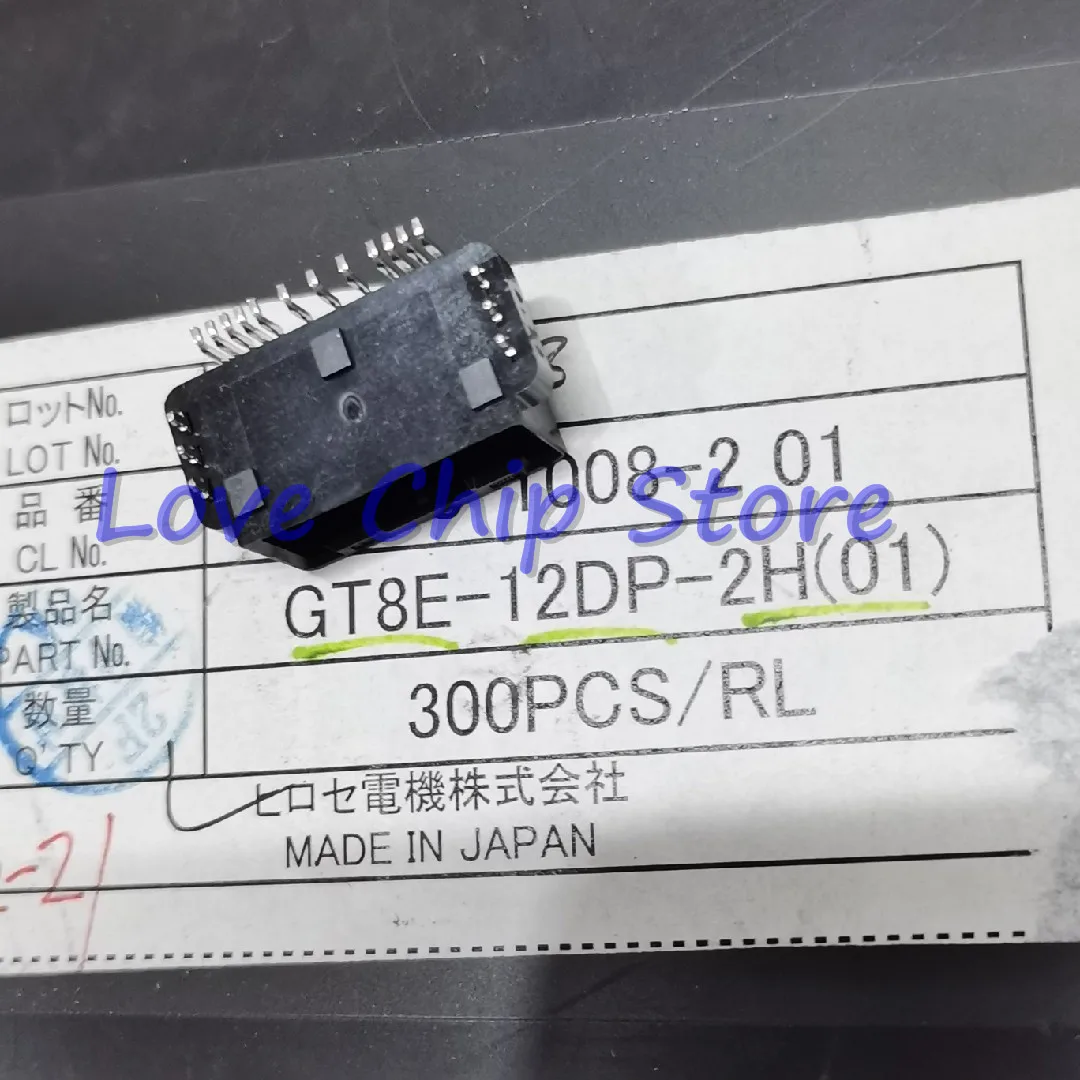 ロットNo.
LOT No.
3
品番
CL No.
1008-2 01
Love Chip Store
製品名
PART No.
GT8E-12DP-2H(01)
数量
Q'TY
300PCS/RL
ヒロセ電機株式会社
MADE IN JAPAN
-21